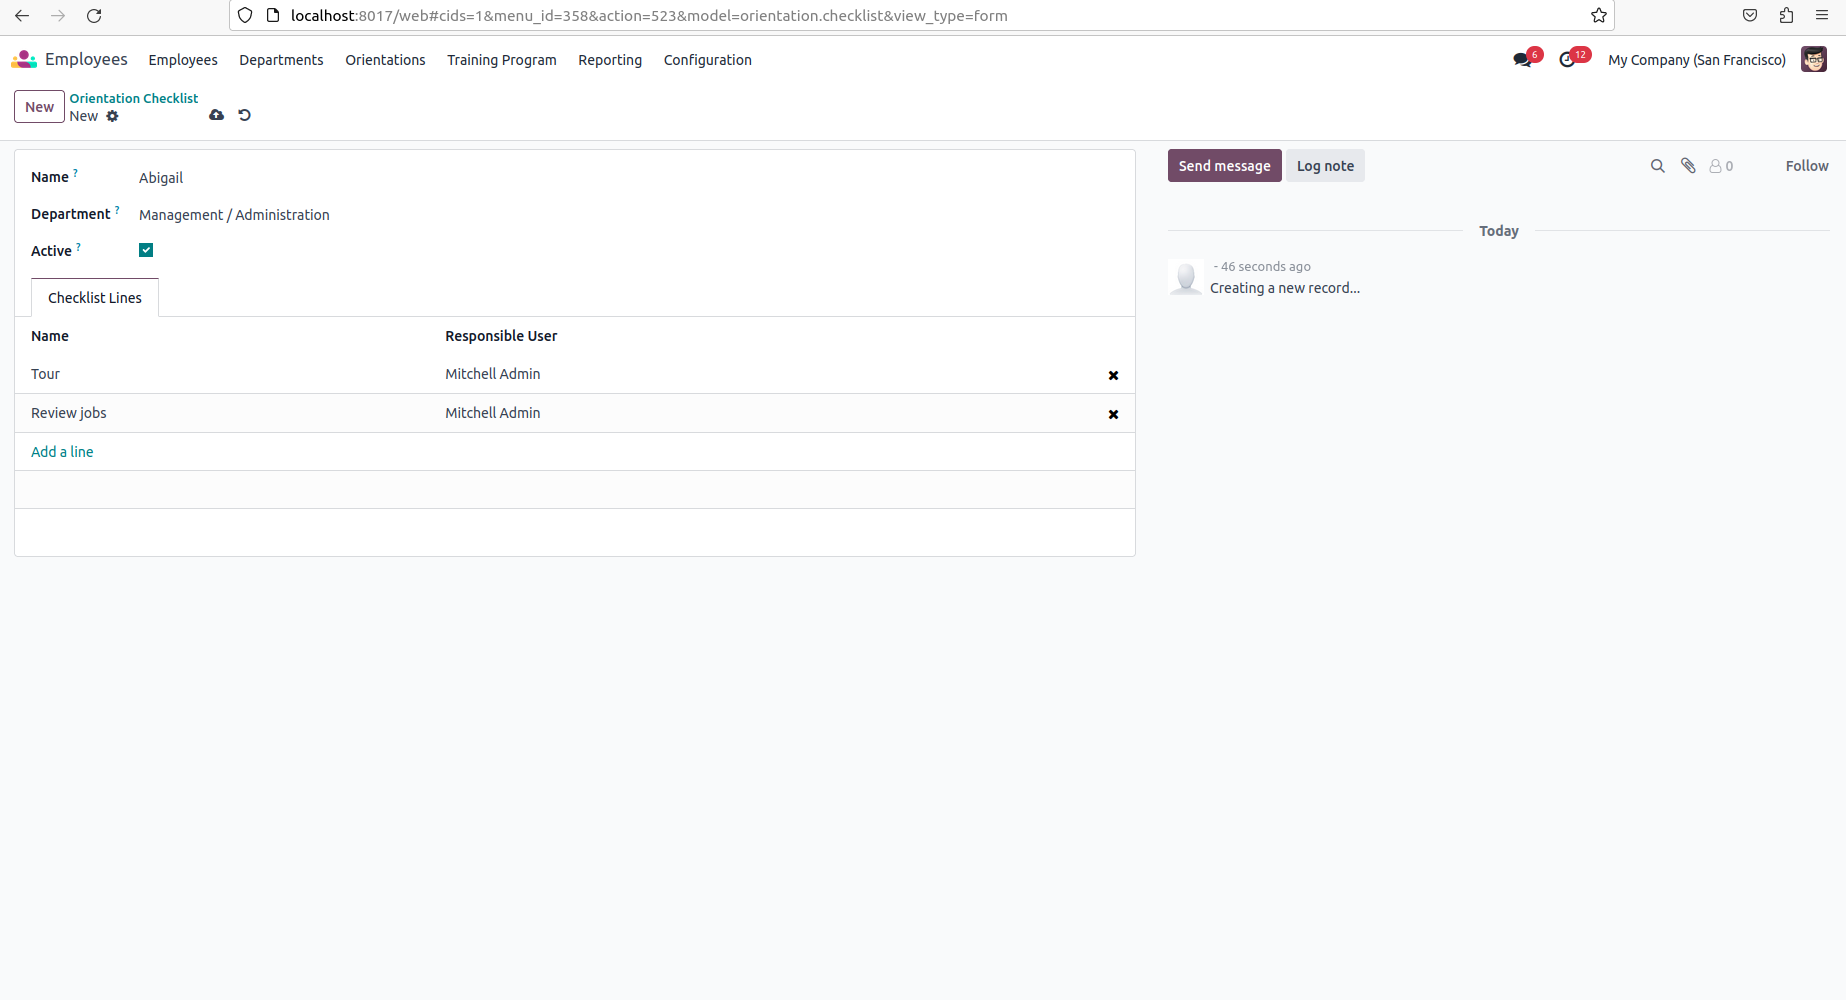 localhost:8017/web#cids=1&menu_id=358&action=523&model=orientation.checklist&view_type=form
Employees Employees Departments Orientations Training Program Reporting Configuration 6 12 My Company (San Francisco)
New Orientation Checklist
New
Name ? Abigail
Department ? Management / Administration
Active ?
Checklist Lines
Name Responsible User
Tour Mitchell Admin
Review jobs Mitchell Admin
Add a line
Send message Log note 0 Follow
Today
- 46 seconds ago
Creating a new record...